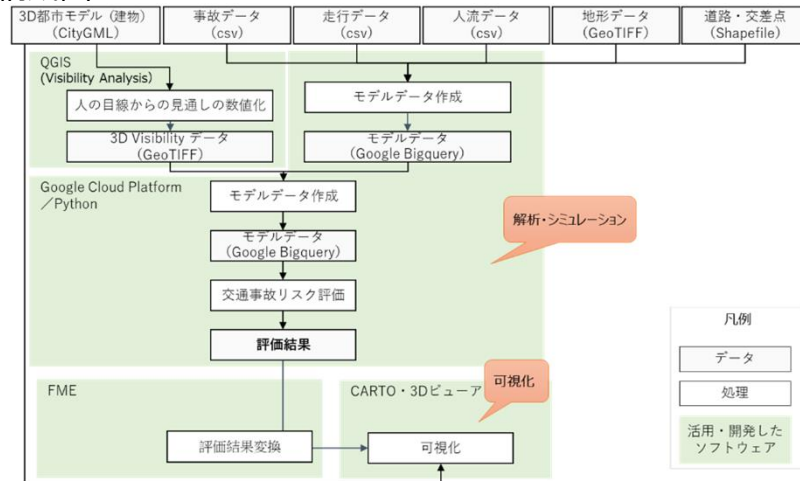 3D都市モデル（建物）
(CityGML)
事故データ
(csv)
走行データ
(csv)
人流データ
(csv)
地形データ
(GeoTIFF)
道路・交差点
(Shapefile)
QGIS
(Visibility Analysis)
人の目線からの見通しの数値化
3D Visibility データ
(GeoTIFF)
モデルデータ作成
モデルデータ
(Google Bigquery)
Google Cloud Platform
／Python
モデルデータ作成
モデルデータ
(Google Bigquery)
交通事故リスク評価
評価結果
解析・シミュレーション
FME
評価結果変換
CARTO・3Dビューア
可視化
可視化
凡例
データ
処理
活用・開発した
ソフトウェア